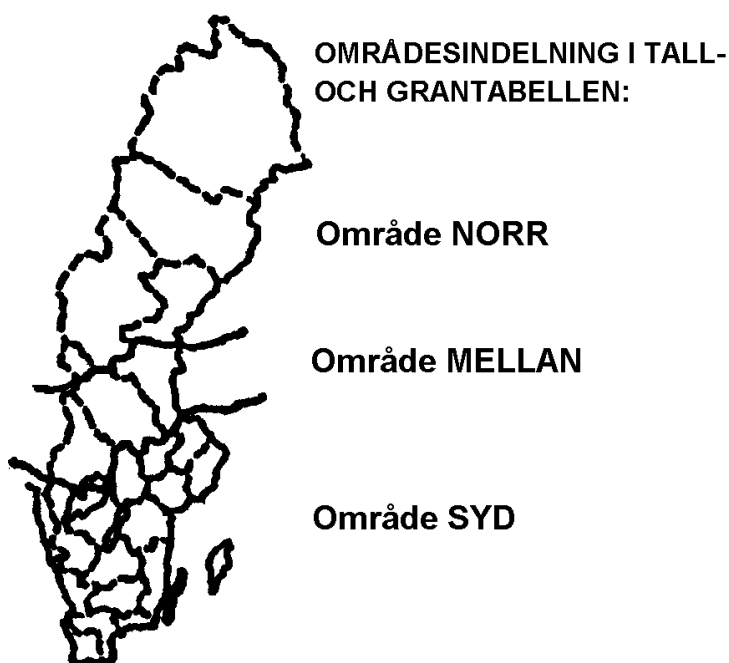 OMRÅDESINDELNING I TALL-
OCH GRANTABELLEN:
Område NORR
Område MELLAN
Område SYD